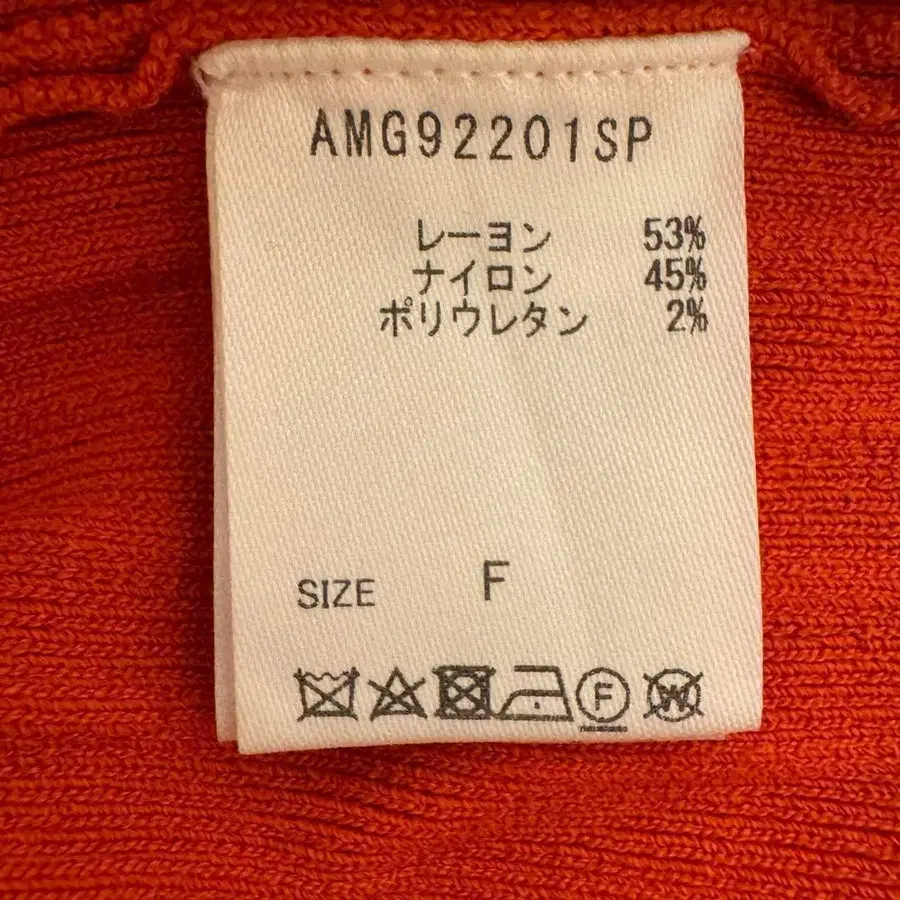 AMG92201SP
レーヨン 53%
ナイロン 45%
ポリウレタン 2%
SIZE F
F W